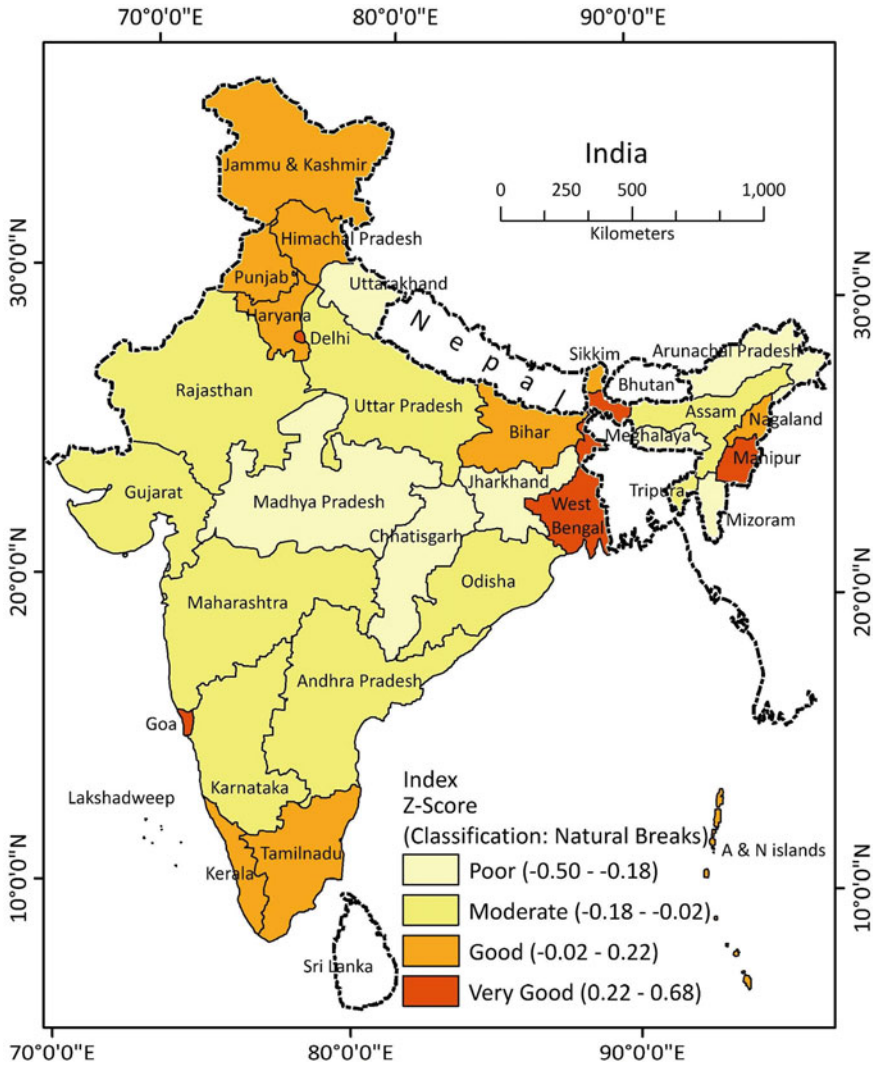 70°0'0"E 80°0'0"E 90°0'0"E
India
0 250 500 1,000
Kilometers
Jammu & Kashmir
Himachal Pradesh
Punjab
30°0'0"N
30°0'0"N
Uttarakhand
Haryana
Delhi
Nepal
Sikkim
Arunachal Pradesh
Bhutan
Rajasthan
Uttar Pradesh
Assam
Nagaland
Bihar
Meghalaya
Manipur
Gujarat
Madhya Pradesh
Jharkhand
Tripura
West
Bengal
Mizoram
Chhatisgarh
20°0'0"N
20°0'0"N
Odisha
Maharashtra
Andhra Pradesh
Goa
Karnataka
Lakshadweep
Tamilnadu
Kerala
A & N islands
10°0'0"N
10°0'0"N
Sri Lanka
Index
Z-Score
(Classification: Natural Breaks)
Poor (-0.50 - -0.18)
Moderate (-0.18 - -0.02)
Good (-0.02 - 0.22)
Very Good (0.22 - 0.68)
70°0'0"E 80°0'0"E 90°0'0"E